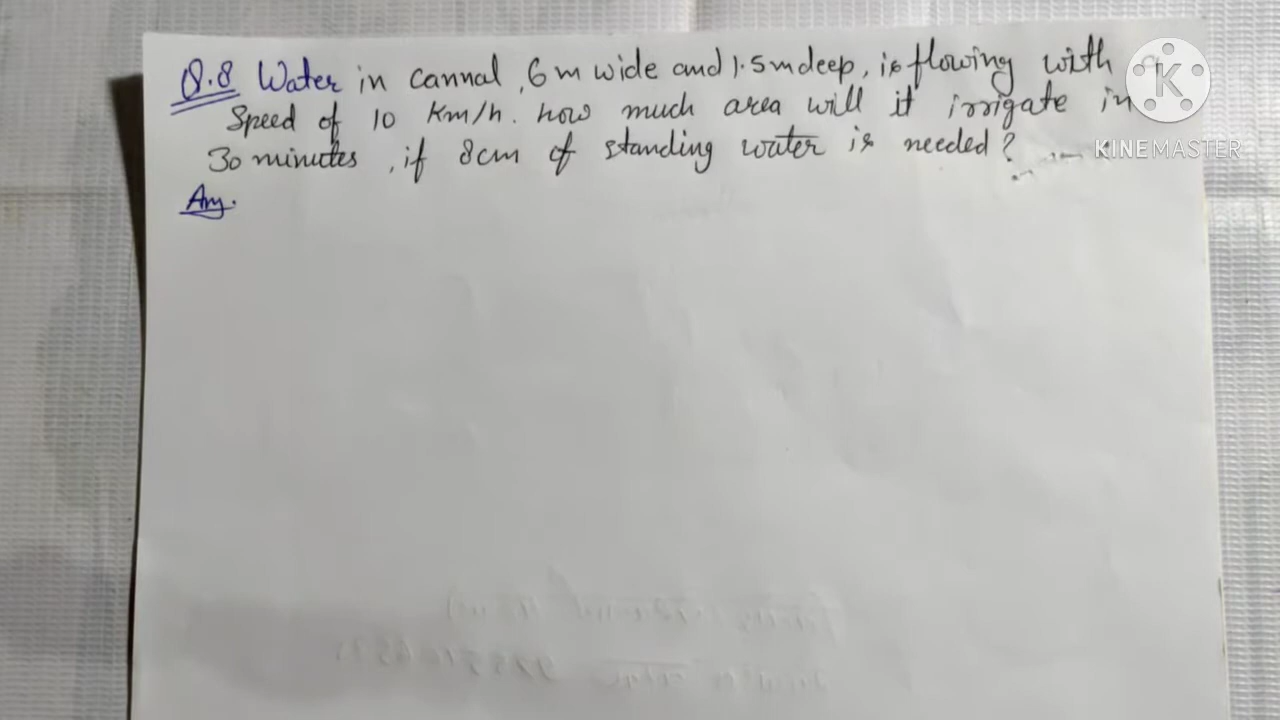 Q.8 Water in cannal, 6 m wide and 1.5m deep, is flowing with a
Speed of 10 Km/h. how much area will it irrigate in
30 minutes, if 8cm of standing water is needed?
Ans.
K
KINEMASTER